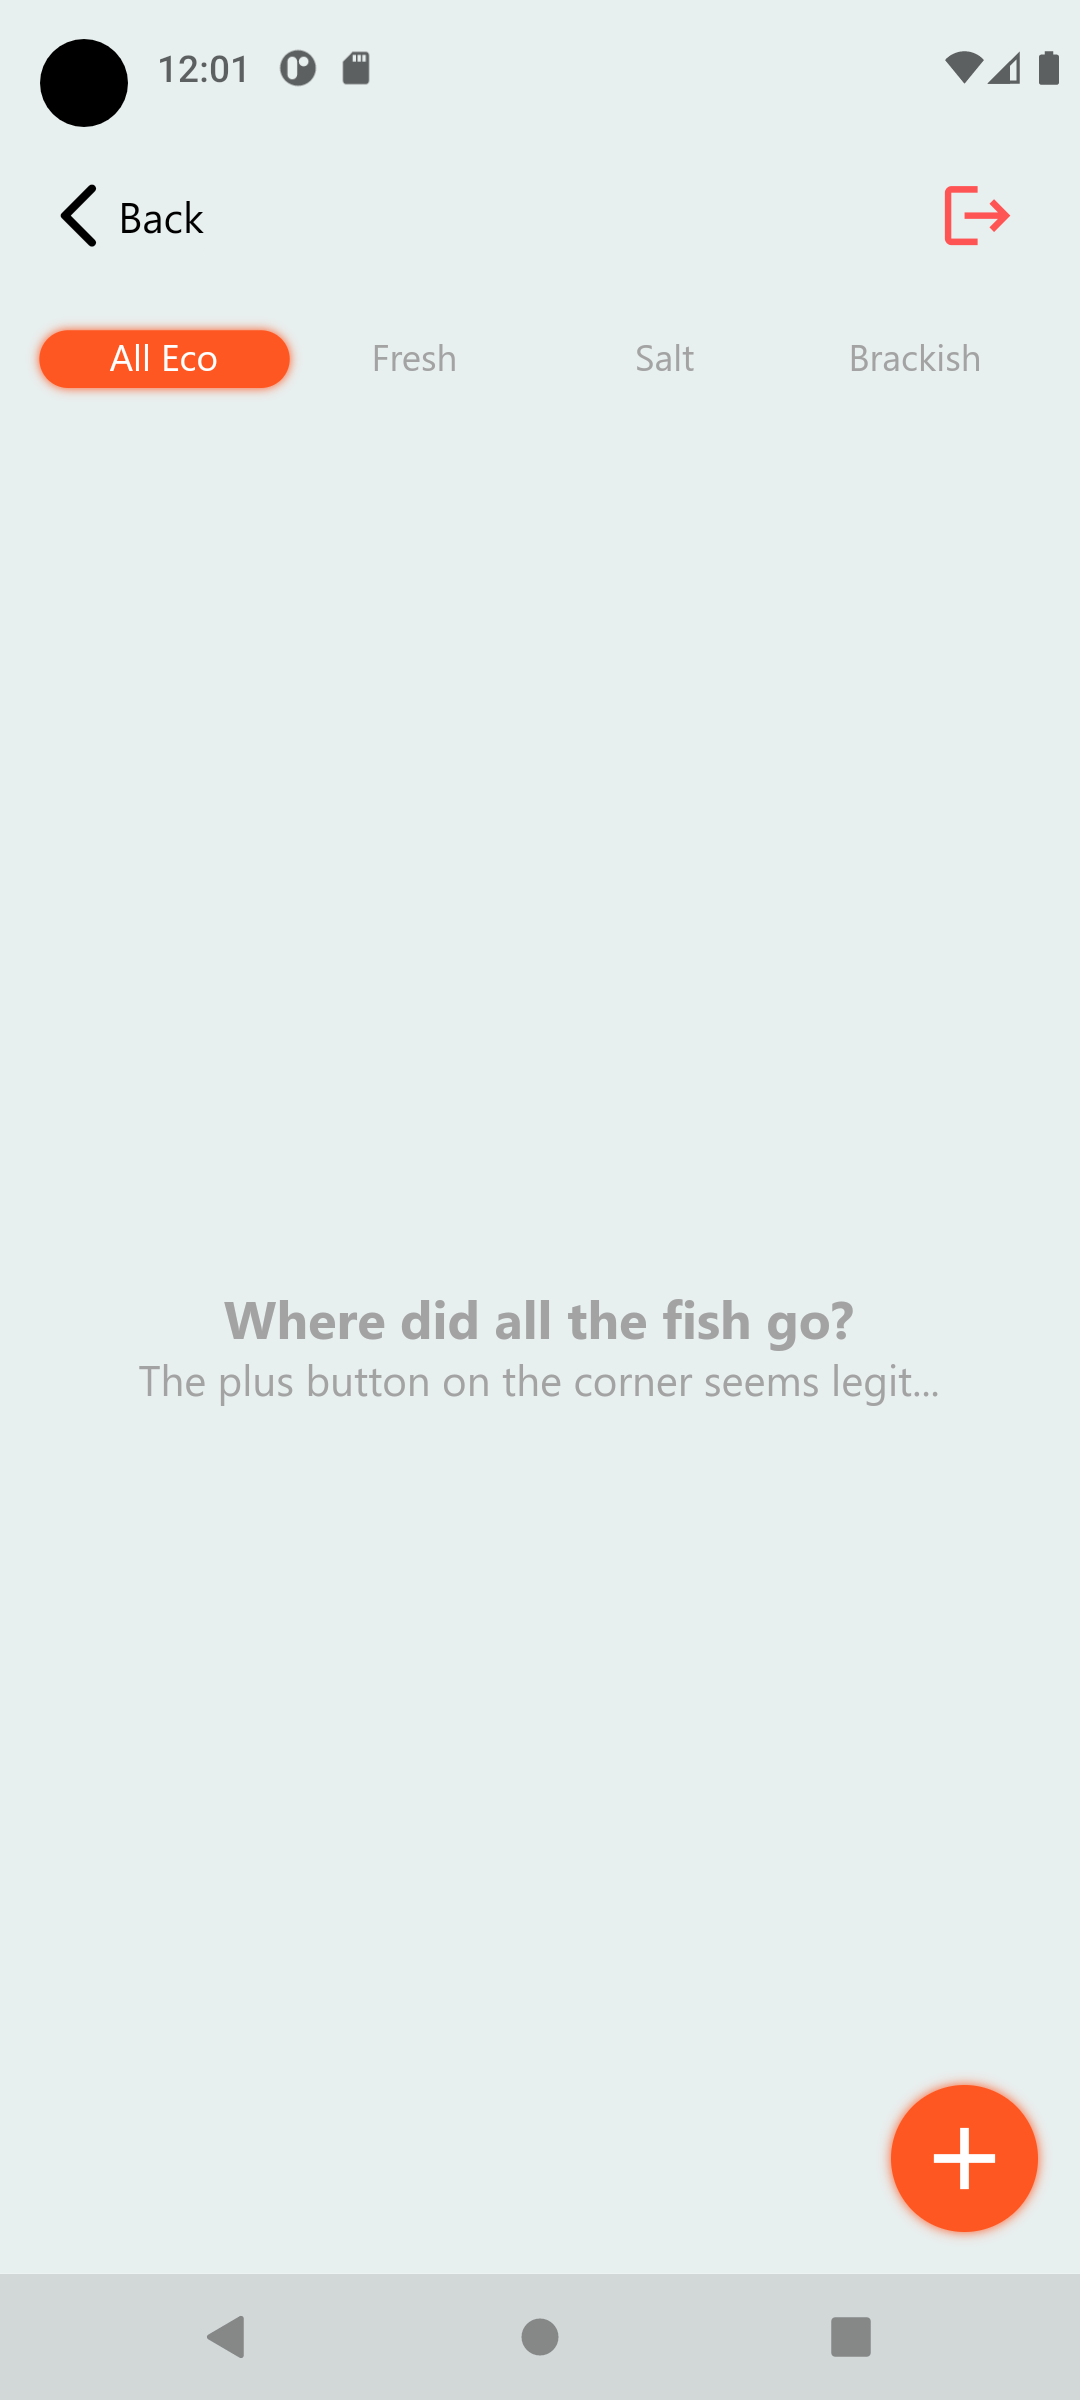 12:01
Back
All Eco Fresh Salt Brackish
Where did all the fish go?
The plus button on the corner seems legit...